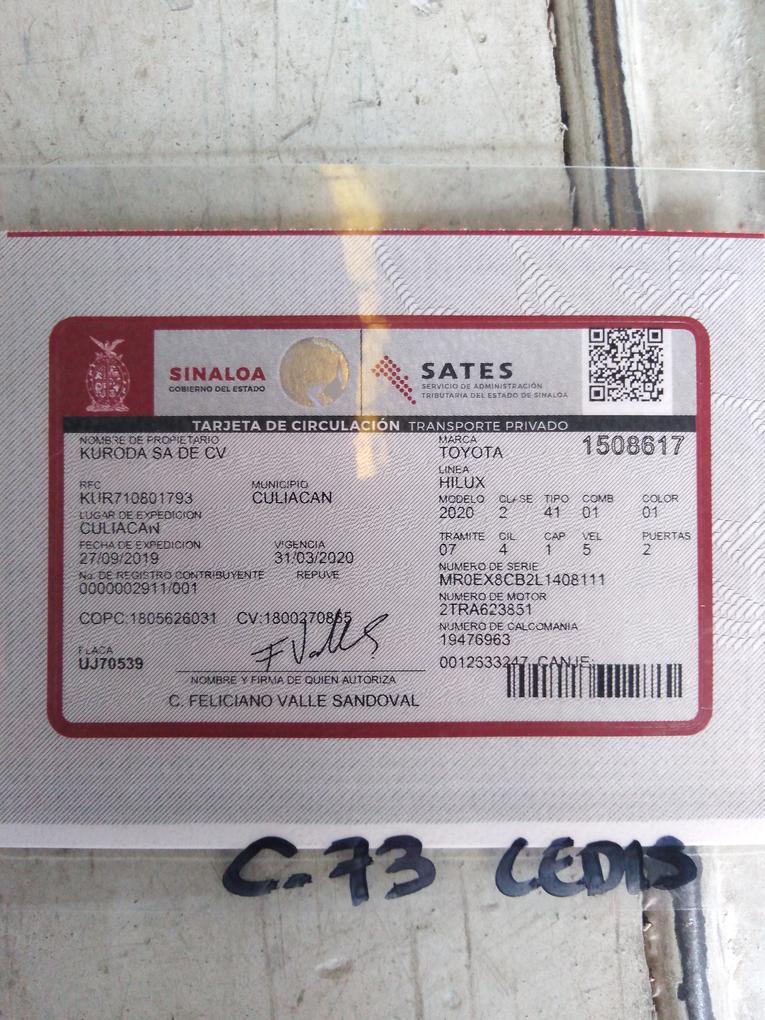 SINALOA
GOBIERNO DEL ESTADO
SATES
SERVICIO DE ADMINISTRACIÓN
TRIBUTARIA DEL ESTADO DE SINALOA
TARJETA DE CIRCULACIÓN TRANSPORTE PRIVADO
NOMBRE DE PROPIETARIO
KURODA SA DE CV
RFC
KUR710801793
MUNICIPIO
CULIACAN
LUGAR DE EXPEDICION
CULIACAN
FECHA DE EXPEDICION
27/09/2019
VIGENCIA
31/03/2020
No. DE REGISTRO CONTRIBUYENTE
0000002911/001
REPUVE
COPC:1805626031 CV:1800270865
PLACA
UJ70539
NOMBRE Y FIRMA DE QUIEN AUTORIZA
C. FELICIANO VALLE SANDOVAL
MARCA
TOYOTA
1508617
LINEA
HILUX
MODELO CLASE TIPO COMB COLOR
2020 2 41 01 01
TRAMITE CIL CAP VEL PUERTAS
07 4 1 5 2
NUMERO DE SERIE
MR0EX8CB2L1408111
NUMERO DE MOTOR
2TRA623851
NUMERO DE CALCOMANIA
19476963
0012533247 CANJE:
C-73 CEDIS